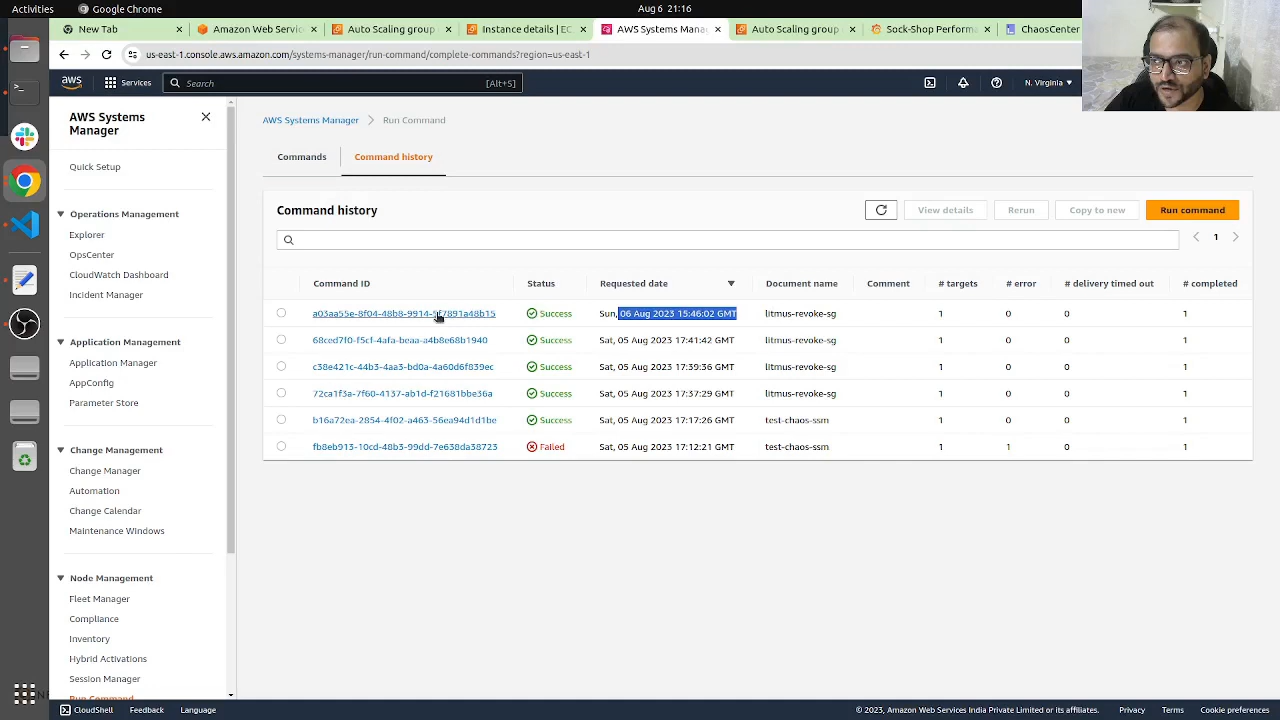 Activities
Google Chrome
Aug 6 21:16
New Tab
Amazon Web Servi
Auto Scaling group
Instance details | EC
AWS Systems Mana
Auto Scaling group
Sock-Shop Perform
ChaosCenter
us-east-1.console.aws.amazon.com/systems-manager/run-command/complete-commands?region=us-east-1
aws
Services
Search
[Alt+S]
N. Virginia
AWS Systems Manager
Quick Setup
Operations Management
Explorer
OpsCenter
CloudWatch Dashboard
Incident Manager
Application Management
Application Manager
AppConfig
Parameter Store
Change Management
Change Manager
Automation
Change Calendar
Maintenance Windows
Node Management
Fleet Manager
Compliance
Inventory
Hybrid Activations
Session Manager
Run Command
AWS Systems Manager > Run Command
Commands
Command history
Command history
View details
Rerun
Copy to new
Run command
1
Command ID Status Requested date Document name Comment # targets # error # delivery timed out # completed
a03aa55e-8f04-48b8-9914-5f7891a48b15 Success Sun, 06 Aug 2023 15:46:02 GMT litmus-revoke-sg 1 0 0 1
68ced7f0-f5cf-4afa-beaa-a4b8e68b1940 Success Sat, 05 Aug 2023 17:41:42 GMT litmus-revoke-sg 1 0 0 1
c38e421c-44b3-4aa3-bd0a-4a60d6f839ec Success Sat, 05 Aug 2023 17:39:36 GMT litmus-revoke-sg 1 0 0 1
72ca1f3a-7f60-4137-ab1d-f21681bbe36a Success Sat, 05 Aug 2023 17:37:29 GMT litmus-revoke-sg 1 0 0 1
b16a72ea-2854-4f02-a463-56ea94d1d1be Success Sat, 05 Aug 2023 17:17:26 GMT test-chaos-ssm 1 0 0 1
fb8eb913-10cd-48b3-99dd-7e638da38723 Failed Sat, 05 Aug 2023 17:12:21 GMT test-chaos-ssm 1 1 0 1
CloudShell
Feedback
Language
© 2023, Amazon Web Services India Private Limited or its affiliates.
Privacy
Terms
Cookie preferences